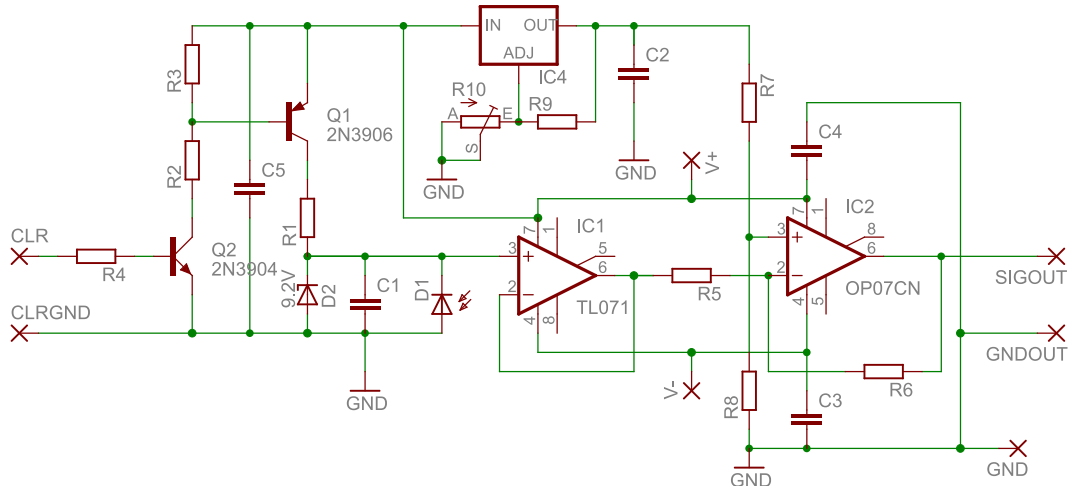 IN
OUT
ADJ
IC4
C2
R3
R10
A
E
S
R9
R7
Q1
2N3906
GND
GND
C4
R2
C5
V+
CLR
R4
Q2
2N3904
R1
7
1
IC1
3
+
5
6
2
−
4
8
TL071
7
1
IC2
3
+
8
6
2
−
4
5
OP07CN
R5
SIGOUT
9.2V
D2
C1
D1
CLRGND
GNDOUT
GND
V-
R6
R8
C3
GND
GND